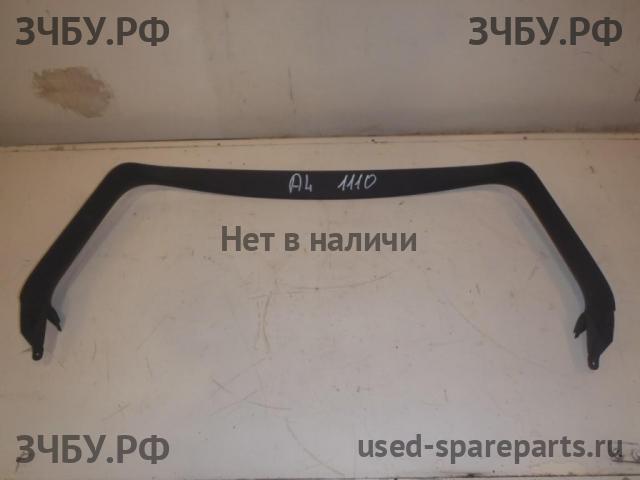 ЗЧБУ.РФ
ЗЧБУ.РФ
A4 1110
Нет в наличи
ЗЧБУ.РФ
used-spareparts.ru